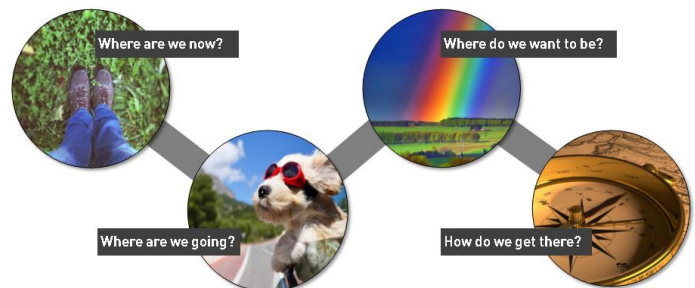 Where are we now?
Where are we going?
Where do we want to be?
How do we get there?